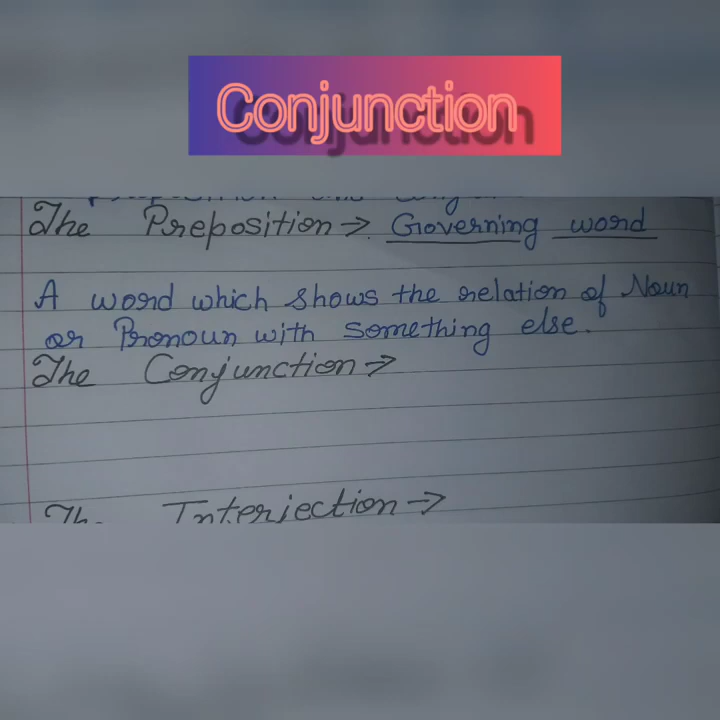 Conjunction
The Preposition → Governing word
A word which shows the relation of Noun
or Pronoun with something else.
The Conjunction →
The Interjection →